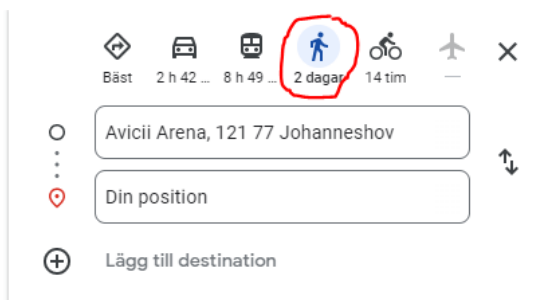 Bäst 2 h 42 ... 8 h 49 ... 2 dagar 14 tim —
Avicii Arena, 121 77 Johanneshov
Din position
Lägg till destination